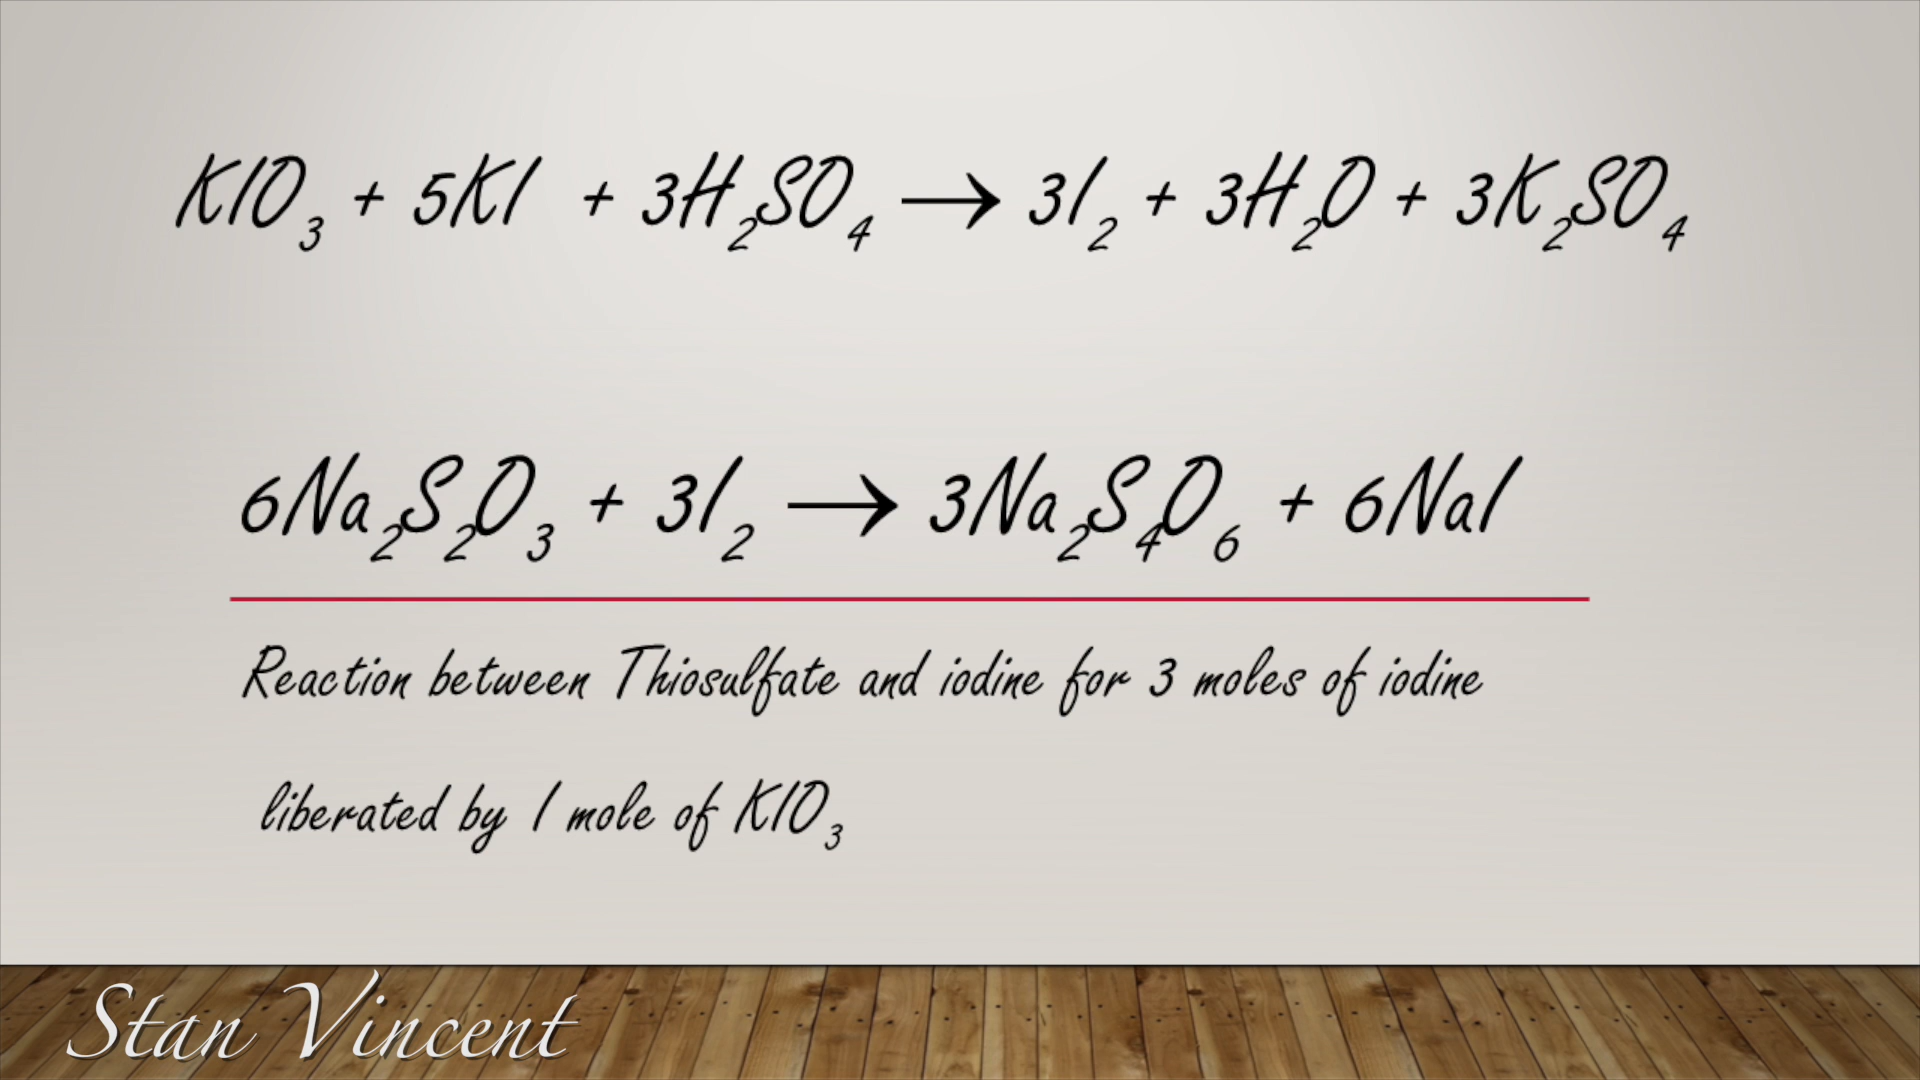 KIO₃ + 5KI + 3H₂SO₄ → 3I₂ + 3H₂O + 3K₂SO₄
6Na₂S₂O₃ + 3I₂ → 3Na₂S₄O₆ + 6NaI
Reaction between Thiosulfate and iodine for 3 moles of iodine
liberated by 1 mole of KIO₃
Stan Vincent